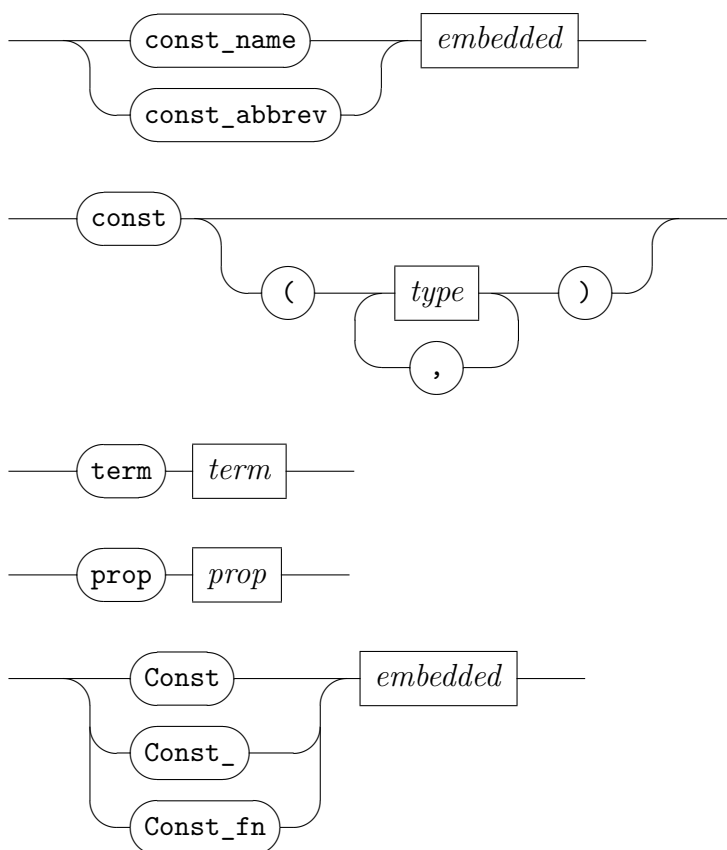 const_name embedded
const_abbrev
const
( type )
,
term term
prop prop
Const embedded
Const_
Const_fn